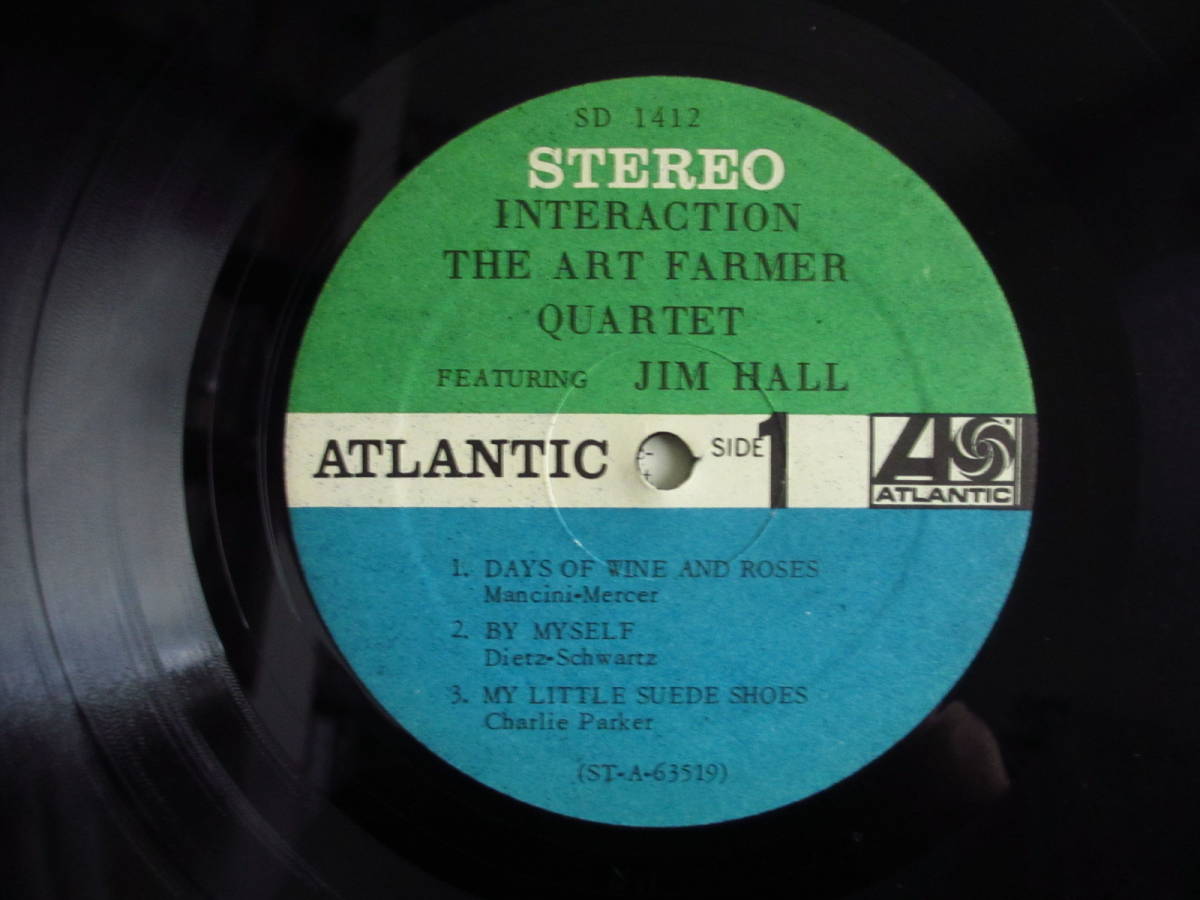 SD 1412
STEREO
INTERACTION
THE ART FARMER
QUARTET
FEATURING JIM HALL
ATLANTIC SIDE 1 A ATLANTIC
1. DAYS OF WINE AND ROSES
Mancini-Mercer
2. BY MYSELF
Dietz-Schwartz
3. MY LITTLE SUEDE SHOES
Charlie Parker
(ST-A-63519)